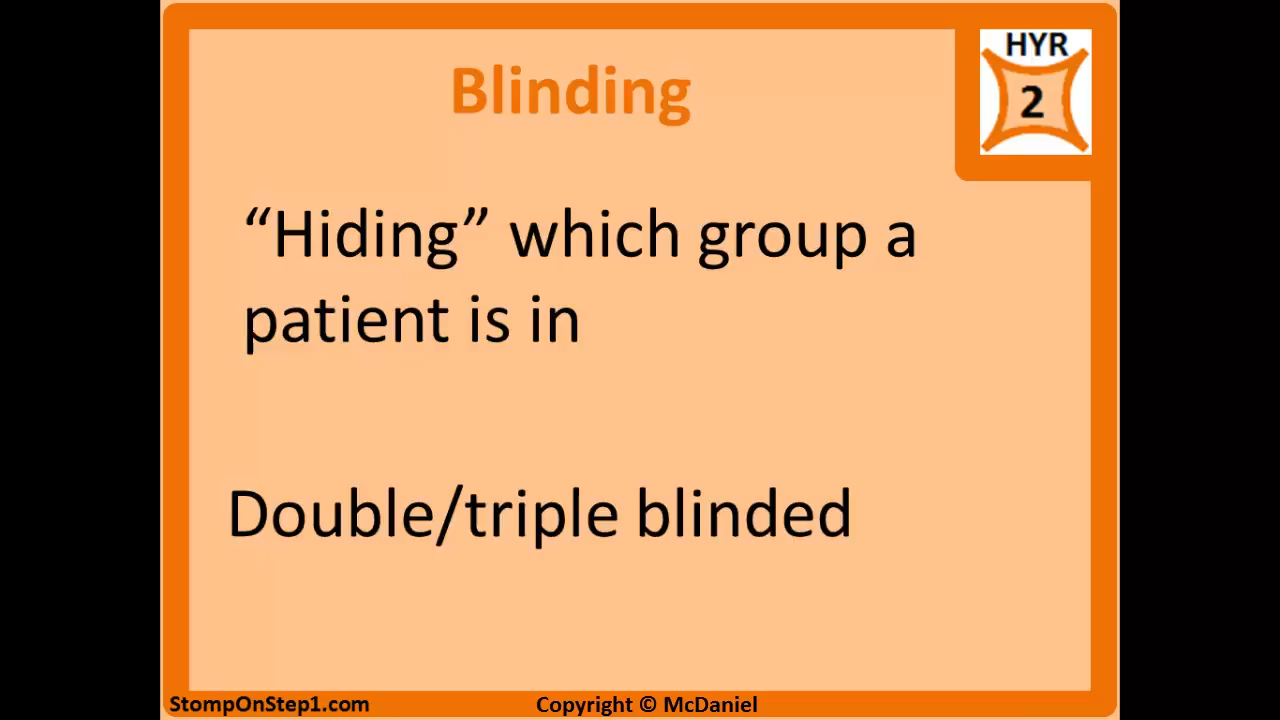 Blinding
HYR
2
“Hiding” which group a
patient is in
Double/triple blinded
StompOnStep1.com
Copyright © McDaniel